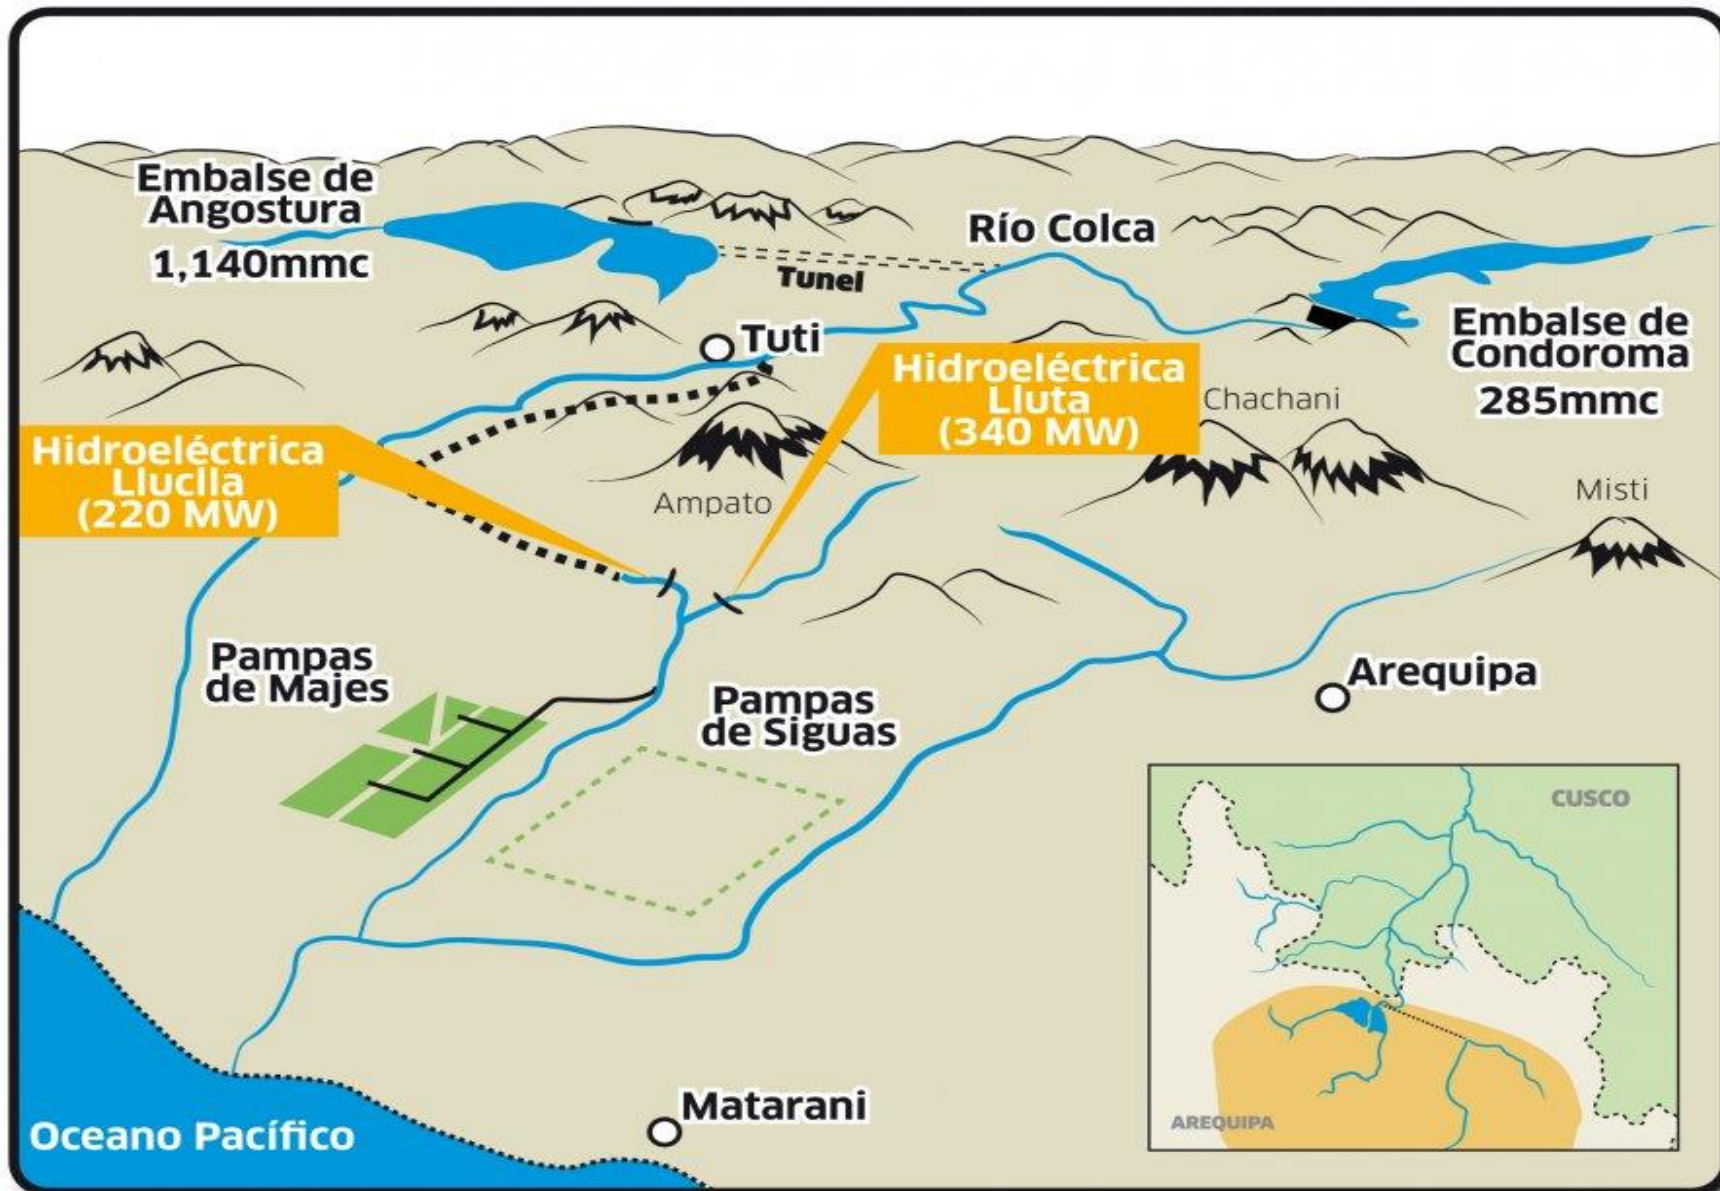 Embalse de
Angostura
1,140mmc
Río Colca
Tunel
Tuti
Embalse de
Condoroma
285mmc
Hidroeléctrica
Lluta
(340 MW)
Chachani
Hidroeléctrica
Lluclla
(220 MW)
Ampato
Misti
Pampas
de Majes
Pampas
de Siguas
Arequipa
CUSCO
AREQUIPA
Matarani
Oceano Pacífico